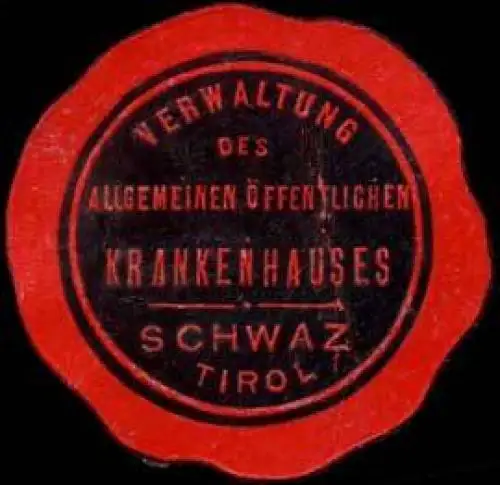 VERWALTUNG
DES
ALLGEMEINEN ÖFFENTLICHEN
KRANKENHAUSES
SCHWAZ
TIROL